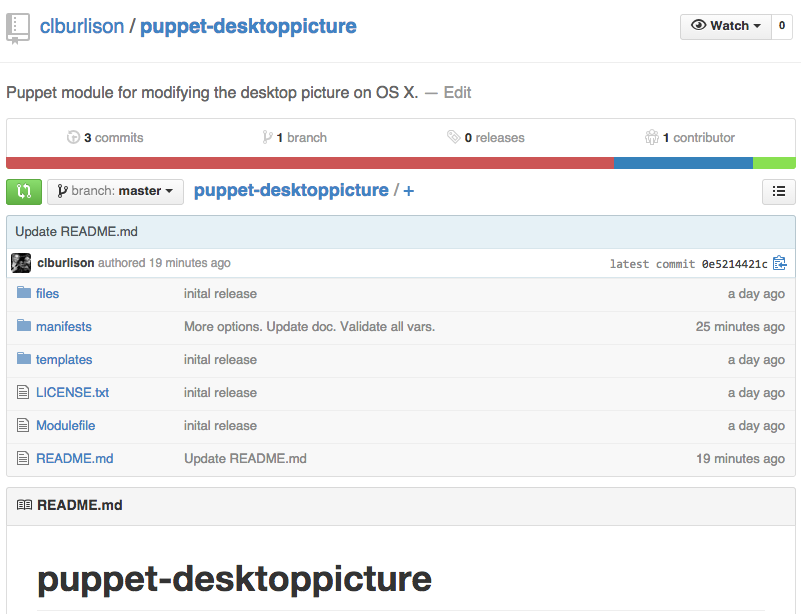 clburlison / puppet-desktoppicture
Watch 0
Puppet module for modifying the desktop picture on OS X. — Edit
3 commits 1 branch 0 releases 1 contributor
branch: master puppet-desktoppicture / +
Update README.md
clburlison authored 19 minutes ago latest commit 0e5214421c
files inital release a day ago
manifests More options. Update doc. Validate all vars. 25 minutes ago
templates inital release a day ago
LICENSE.txt inital release a day ago
Modulefile inital release a day ago
README.md Update README.md 19 minutes ago
README.md
puppet-desktoppicture